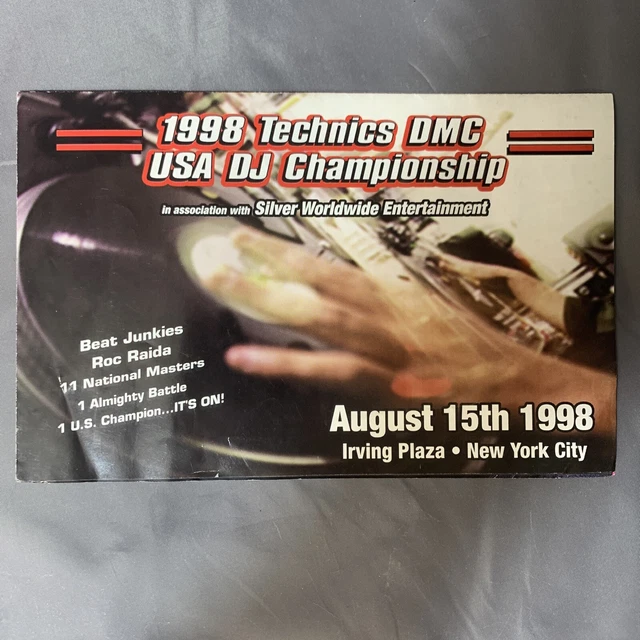 1998 Technics DMC
USA DJ Championship
in association with Silver Worldwide Entertainment
Beat Junkies
Roc Raida
11 National Masters
1 Almighty Battle
1 U.S. Champion...IT'S ON!
August 15th 1998
Irving Plaza • New York City